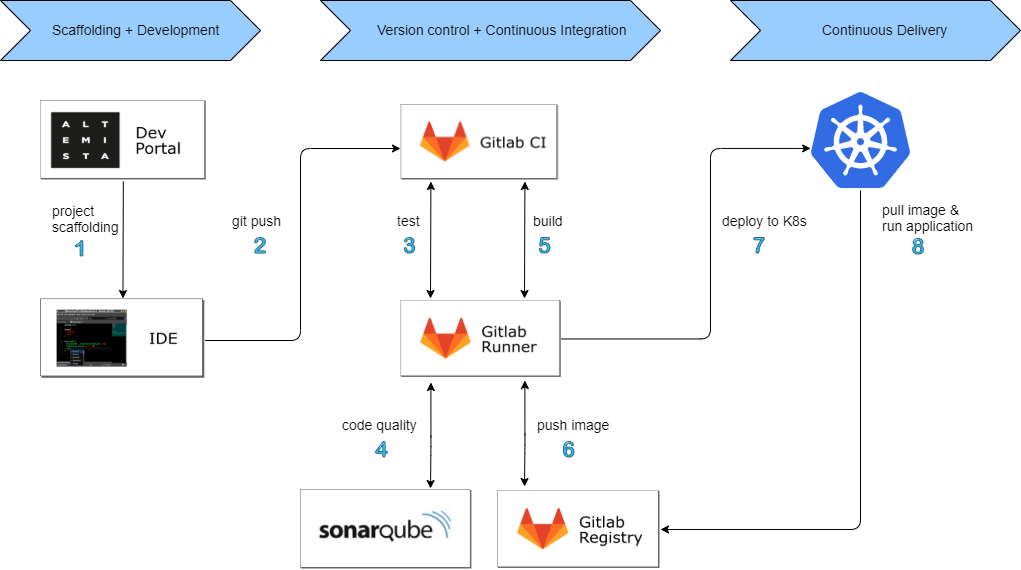 Scaffolding + Development
Version control + Continuous Integration
Continuous Delivery
A L T
E M I
S T A
Dev
Portal
Gitlab CI
project
scaffolding
1
git push
2
test
3
build
5
deploy to K8s
7
pull image &
run application
8
IDE
Gitlab
Runner
code quality
4
push image
6
sonarqube
Gitlab
Registry